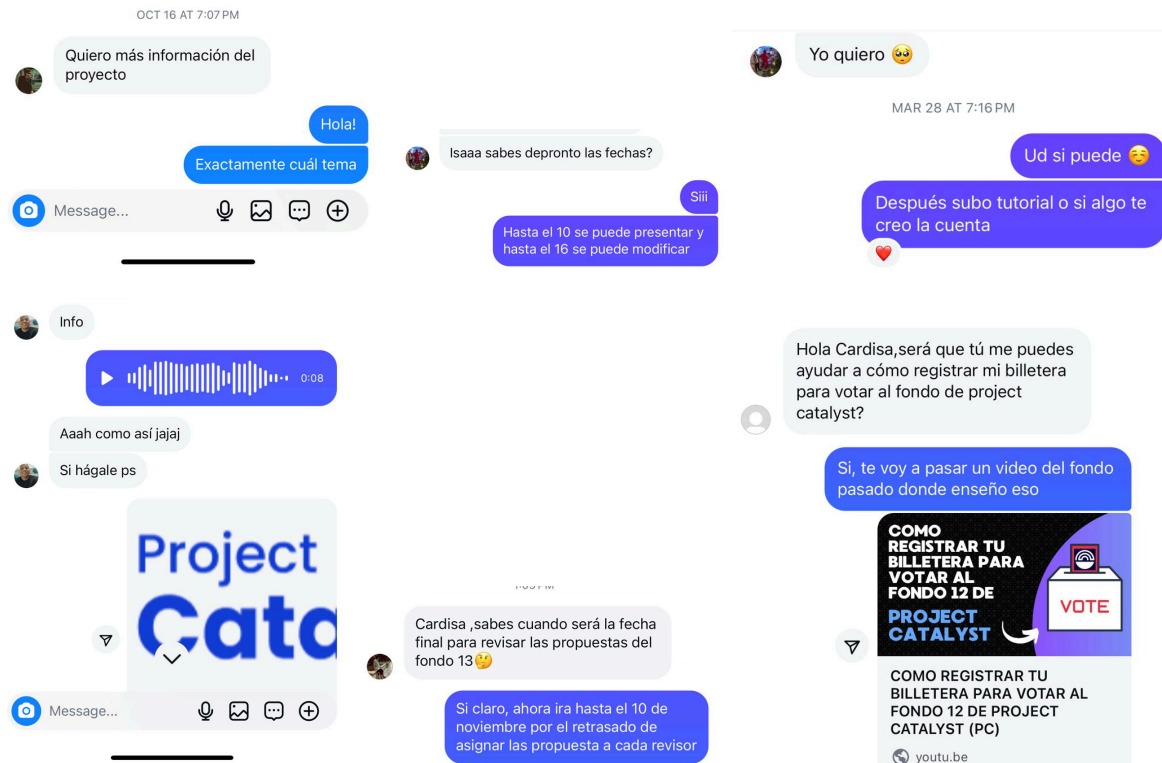 OCT 16 AT 7:07 PM
Quiero más información del
proyecto
Hola!
Exactamente cuál tema
Message...
Info
0:08
Aaah como así jajaj
Si hágale ps
Project
Cata
Message...
Isaaa sabes depronto las fechas?
Siii
Hasta el 10 se puede presentar y
hasta el 16 se puede modificar
Cardisa ,sabes cuando será la fecha
final para revisar las propuestas del
fondo 13🤔
Si claro, ahora ira hasta el 10 de
noviembre por el retrasado de
asignar las propuesta a cada revisor
Yo quiero 🥺
MAR 28 AT 7:16 PM
Ud si puede ☺️
Después subo tutorial o si algo te
creo la cuenta
Hola Cardisa,será que tú me puedes
ayudar a cómo registrar mi billetera
para votar al fondo de project
catalyst?
Si, te voy a pasar un video del fondo
pasado donde enseño eso
COMO
REGISTRAR TU
BILLETERA PARA
VOTAR AL
FONDO 12 DE
PROJECT
CATALYST
VOTE
COMO REGISTRAR TU
BILLETERA PARA VOTAR AL
FONDO 12 DE PROJECT
CATALYST (PC)
youtu.be